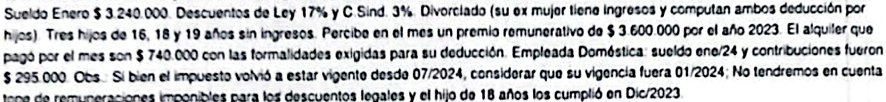 Sueldo Enero $ 3.240.000. Descuentos de Ley 17% y C.Sind. 3%. Divorciado (su ex mujer tiene ingresos y computan ambos deducción por
hijos). Tres hijos de 16, 18 y 19 años sin ingresos. Percibe en el mes un premio remunerativo de $ 3.600.000 por el año 2023. El alquiler que
pagó por el mes son $ 740.000 con las formalidades exigidas para su deducción. Empleada Doméstica: sueldo ene/24 y contribuciones fueron
$ 295.000. Obs.: Si bien el impuesto volvió a estar vigente desde 07/2024, considerar que su vigencia fuera 01/2024; No tendremos en cuenta
tope de remuneraciones imponibles para los descuentos legales y el hijo de 18 años los cumplió en Dic/2023.